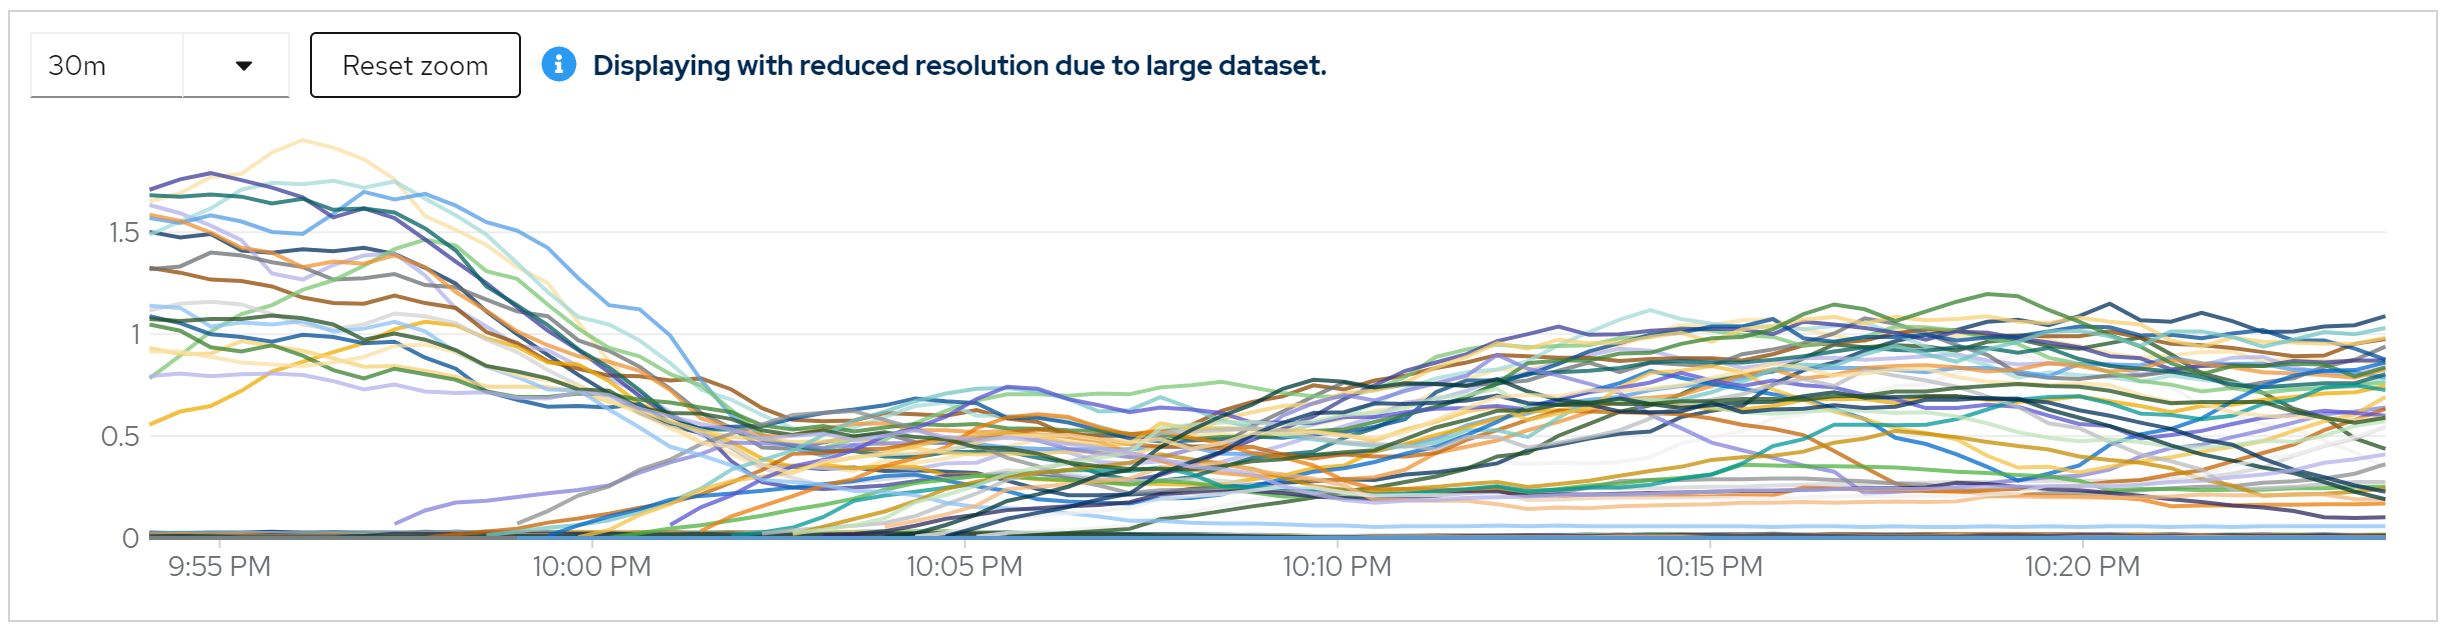 30m Reset zoom Displaying with reduced resolution due to large dataset.
1.5
1
0.5
0
9:55 PM 10:00 PM 10:05 PM 10:10 PM 10:15 PM 10:20 PM